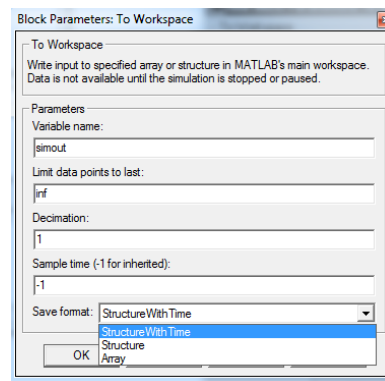 Block Parameters: To Workspace
To Workspace
Write input to specified array or structure in MATLAB's main workspace.
Data is not available until the simulation is stopped or paused.
Parameters
Variable name:
simout
Limit data points to last:
inf
Decimation:
1
Sample time (-1 for inherited):
-1
Save format: StructureWithTime
StructureWithTime
Structure
OK Array